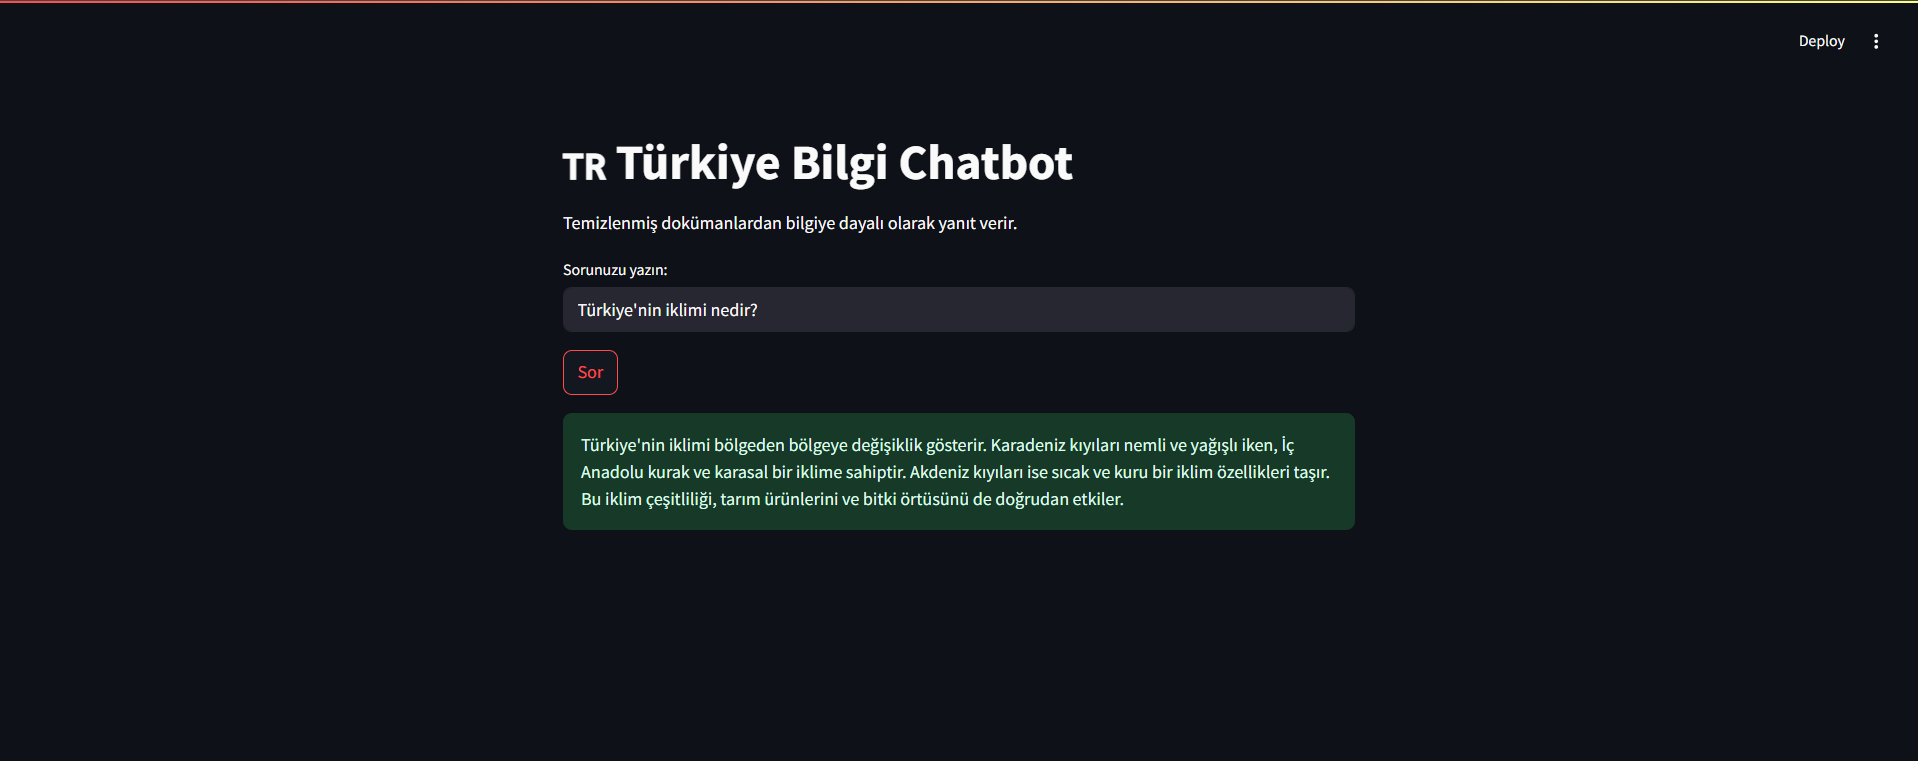 Deploy
TR Türkiye Bilgi Chatbot
Temizlenmiş dokümanlardan bilgiye dayalı olarak yanıt verir.
Sorunuzu yazın:
Türkiye'nin iklimi nedir?
Sor
Türkiye'nin iklimi bölgeden bölgeye değişiklik gösterir. Karadeniz kıyıları nemli ve yağışlı iken, İç
Anadolu kurak ve karasal bir iklime sahiptir. Akdeniz kıyıları ise sıcak ve kuru bir iklim özellikleri taşır.
Bu iklim çeşitliliği, tarım ürünlerini ve bitki örtüsünü de doğrudan etkiler.